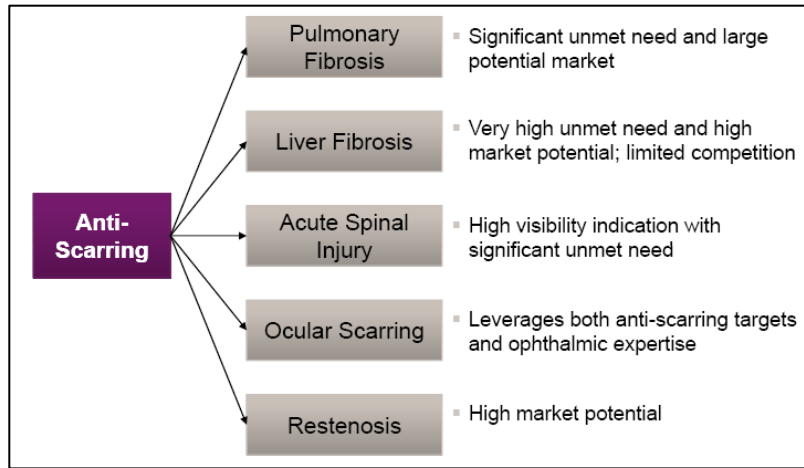 Pulmonary
Fibrosis
▪ Significant unmet need and large
potential market
Liver Fibrosis
▪ Very high unmet need and high
market potential; limited competition
Anti-
Scarring
Acute Spinal
Injury
▪ High visibility indication with
significant unmet need
Ocular Scarring
▪ Leverages both anti-scarring targets
and ophthalmic expertise
Restenosis
▪ High market potential